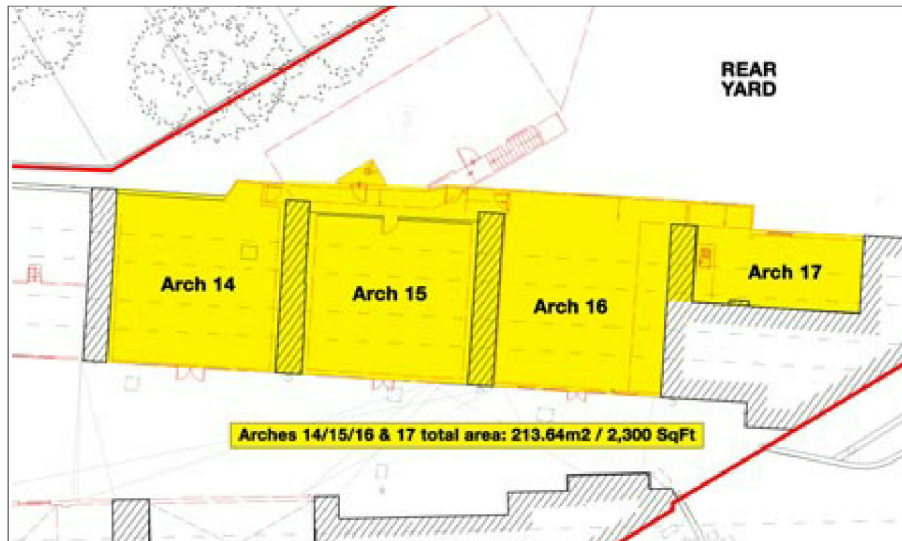 REAR
YARD
Arch 14
Arch 15
Arch 16
Arch 17
Arches 14/15/16 & 17 total area: 213.64m2 / 2,300 SqFt